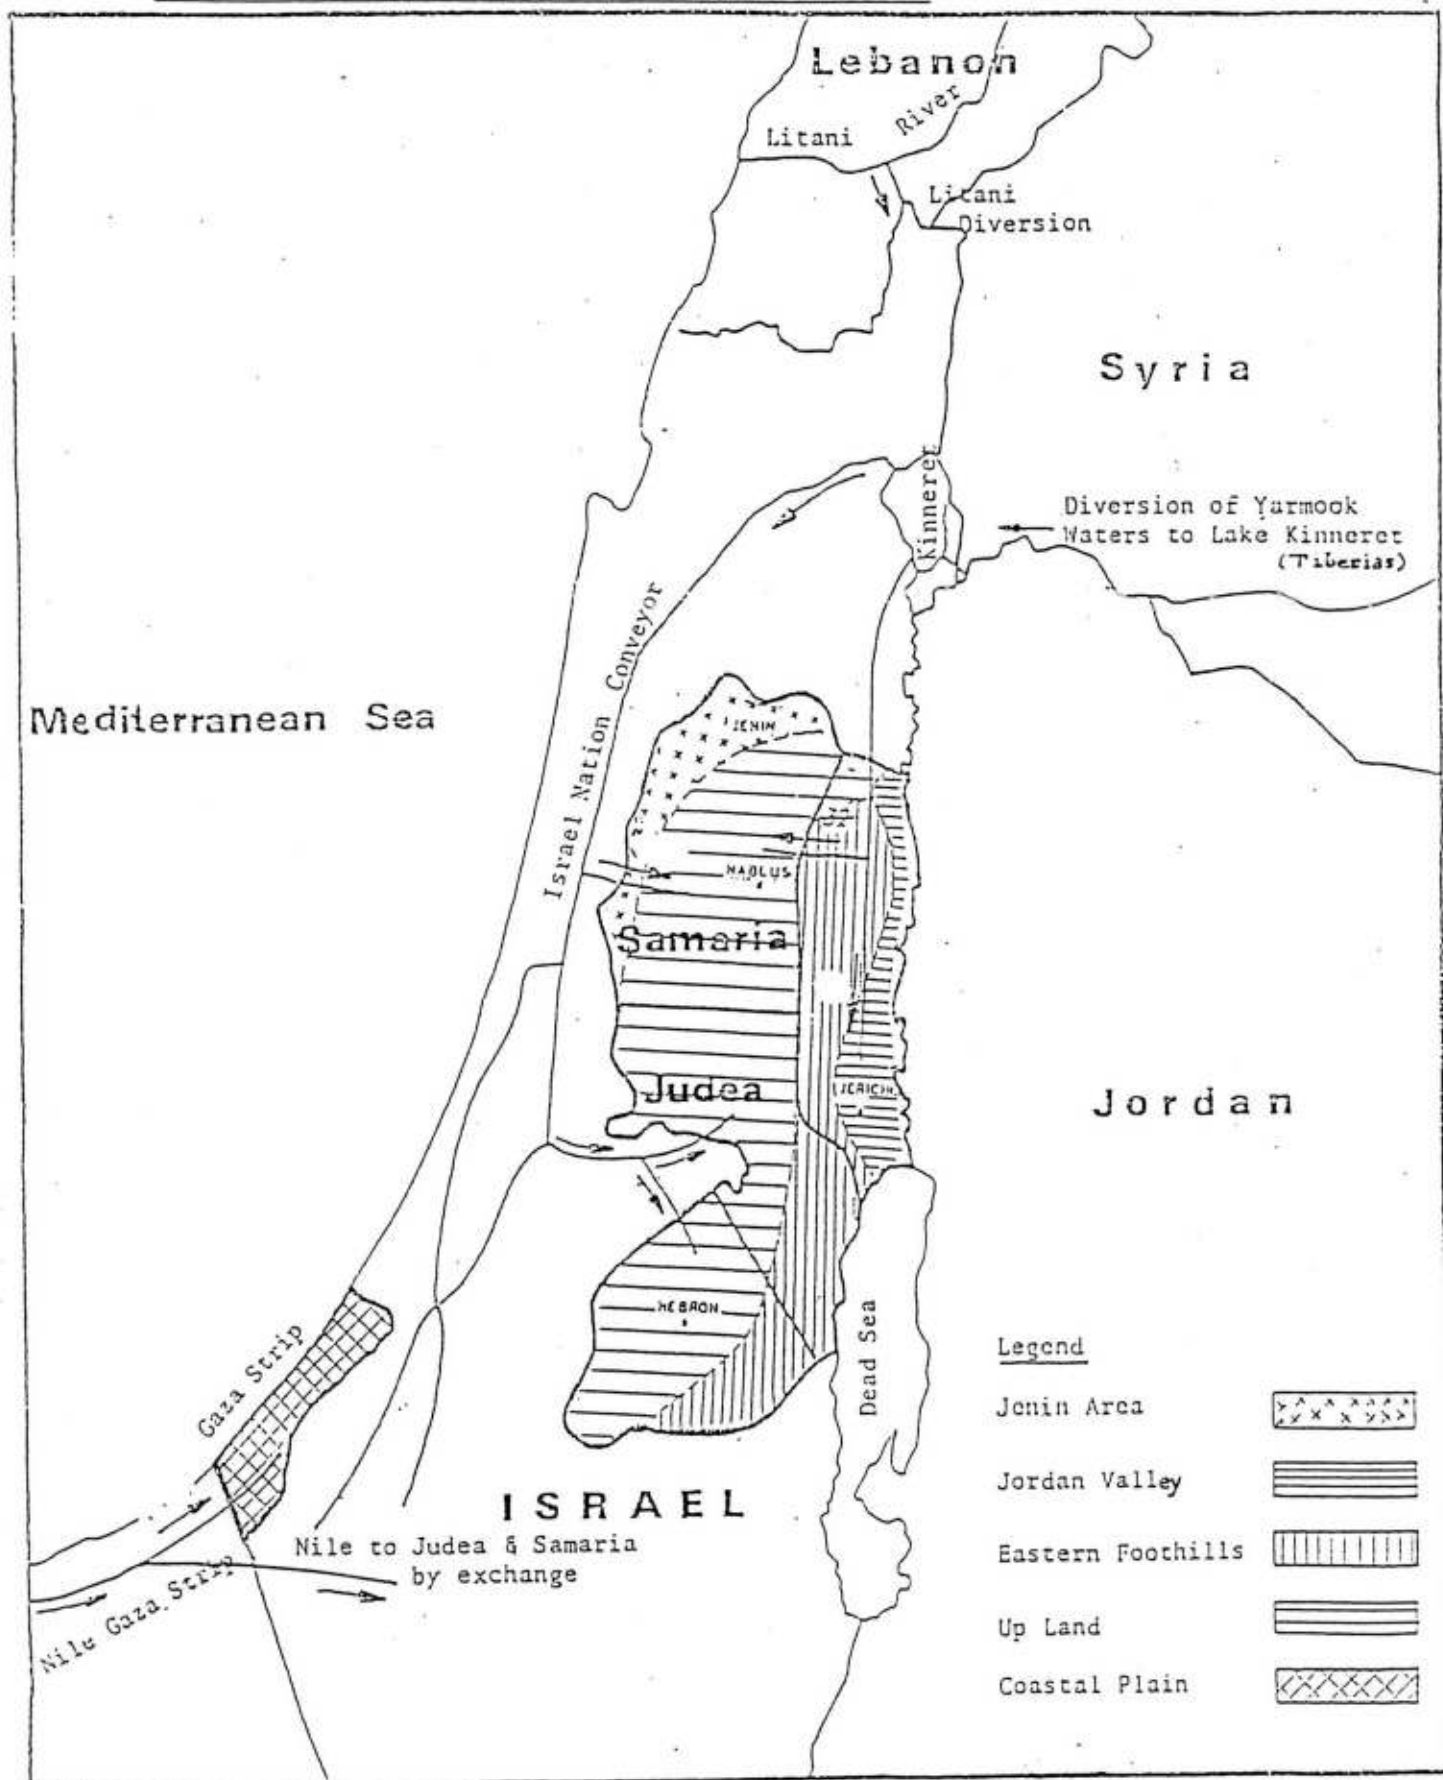 Lebanon
Litani River
Litani
Diversion
Syria
Kinneret
Diversion of Yarmook
Waters to Lake Kinneret
(Tiberias)
Israel Nation Conveyor
Mediterranean Sea
JENIN
NABLUS
Samaria
Judea
JERICHO
Jordan
HEBRON
Dead Sea
Gaza Strip
ISRAEL
Nile to Judea & Samaria
by exchange
Nile Gaza Strip
Legend
Jenin Area
Jordan Valley
Eastern Foothills
Up Land
Coastal Plain